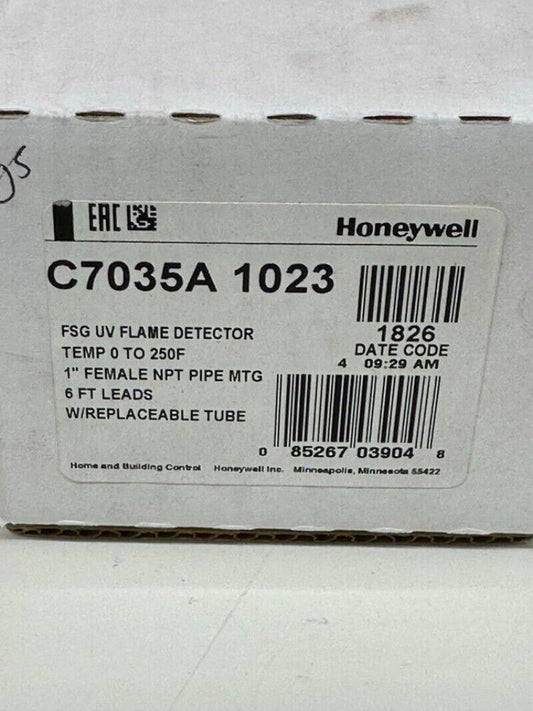 EAC
Honeywell
C7035A 1023
FSG UV FLAME DETECTOR
TEMP 0 TO 250F
1" FEMALE NPT PIPE MTG
6 FT LEADS
W/REPLACEABLE TUBE
1826
DATE CODE
4 09:29 AM
0 85267 03904 8
Home and Building Control Honeywell Inc. Minneapolis, Minnesota 55422